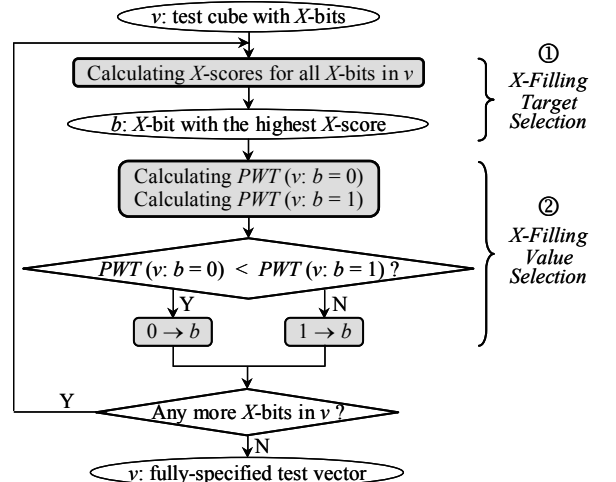 v: test cube with X-bits
Calculating X-scores for all X-bits in v
b: X-bit with the highest X-score
①
X-Filling
Target
Selection
Calculating PWT (v: b = 0)
Calculating PWT (v: b = 1)
PWT (v: b = 0) < PWT (v: b = 1) ?
②
X-Filling
Value
Selection
Y
N
0 → b
1 → b
Y
Any more X-bits in v ?
N
v: fully-specified test vector